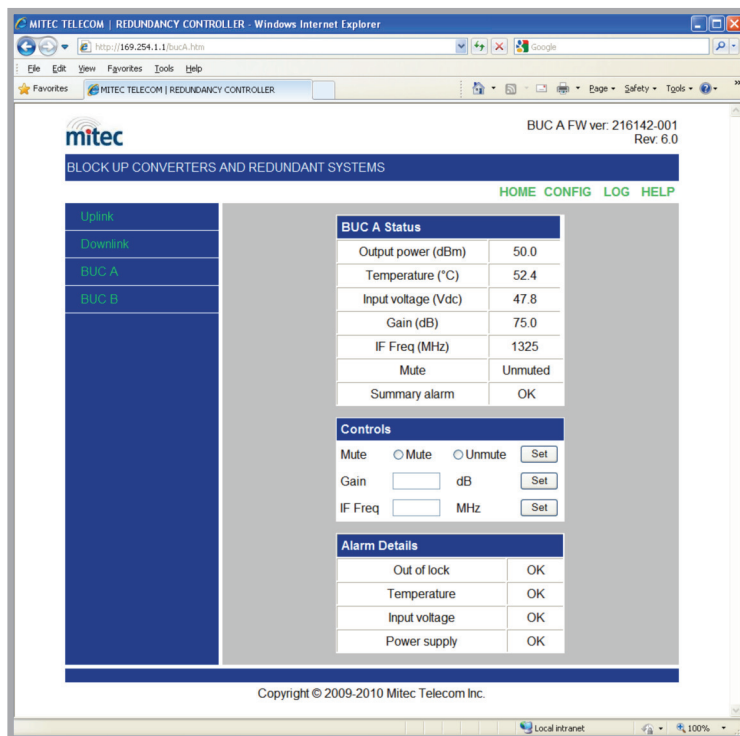 MITEC TELECOM | REDUNDANCY CONTROLLER - Windows Internet Explorer
http://169.254.1.1/bucA.htm
Google
File Edit View Favorites Tools Help
Favorites MITEC TELECOM | REDUNDANCY CONTROLLER Page Safety Tools
mitec
BUC A FW ver: 216142-001
Rev: 6.0
BLOCK UP CONVERTERS AND REDUNDANT SYSTEMS
HOME CONFIG LOG HELP
Uplink
Downlink
BUC A
BUC B
BUC A Status
Output power (dBm) 50.0
Temperature (°C) 52.4
Input voltage (Vdc) 47.8
Gain (dB) 75.0
IF Freq (MHz) 1325
Mute Unmuted
Summary alarm OK
Controls
Mute Mute Unmute Set
Gain dB Set
IF Freq MHz Set
Alarm Details
Out of lock OK
Temperature OK
Input voltage OK
Power supply OK
Copyright © 2009-2010 Mitec Telecom Inc.
Local intranet 100%